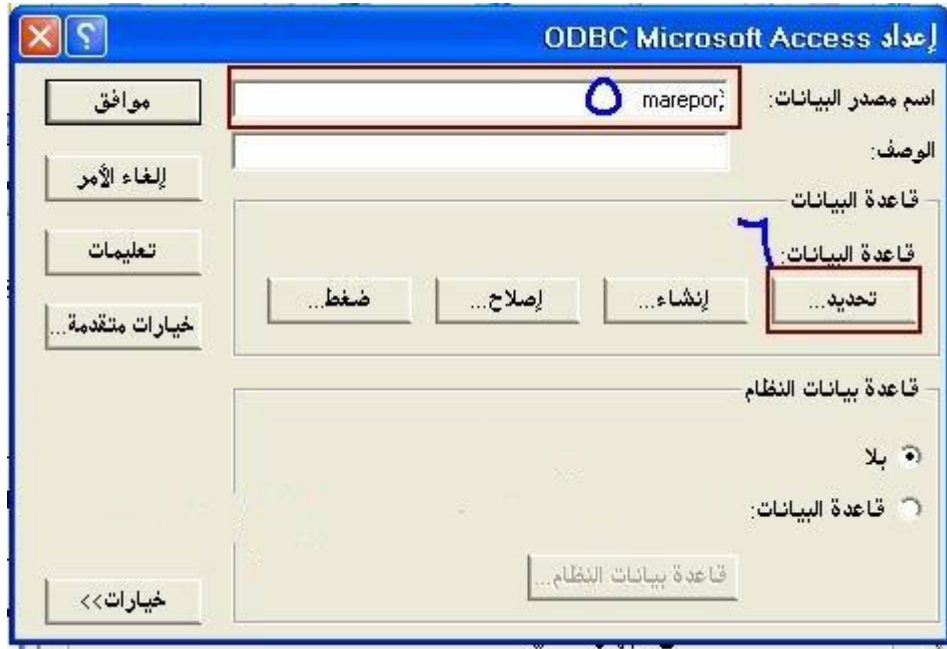 إعداد ODBC Microsoft Access
اسم مصدر البيانات: marepor
٥
موافق
الوصف:
إلغاء الأمر
قاعدة البيانات
٦
قاعدة البيانات:
تعليمات
تحديد...
إنشاء...
إصلاح...
ضغط...
خيارات متقدمة...
قاعدة بيانات النظام
بلا
قاعدة البيانات:
قاعدة بيانات النظام...
خيارات>>